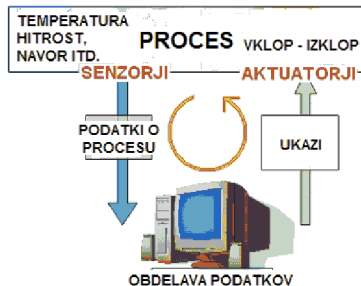 TEMPERATURA
HITROST,
NAVOR ITD.
PROCES
VKLOP - IZKLOP
SENZORJI
AKTUATORJI
PODATKI O
PROCESU
UKAZI
OBDELAVA PODATKOV